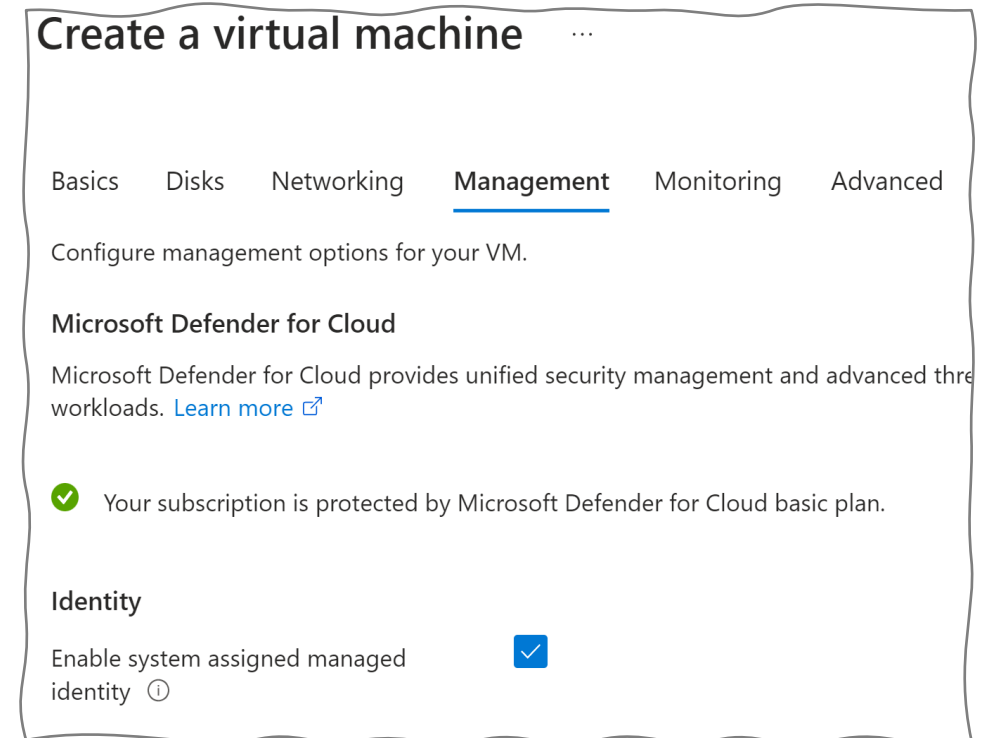 Create a virtual machine ...
Basics Disks Networking Management Monitoring Advanced
Configure management options for your VM.
Microsoft Defender for Cloud
Microsoft Defender for Cloud provides unified security management and advanced thre
workloads. Learn more
Your subscription is protected by Microsoft Defender for Cloud basic plan.
Identity
Enable system assigned managed
identity